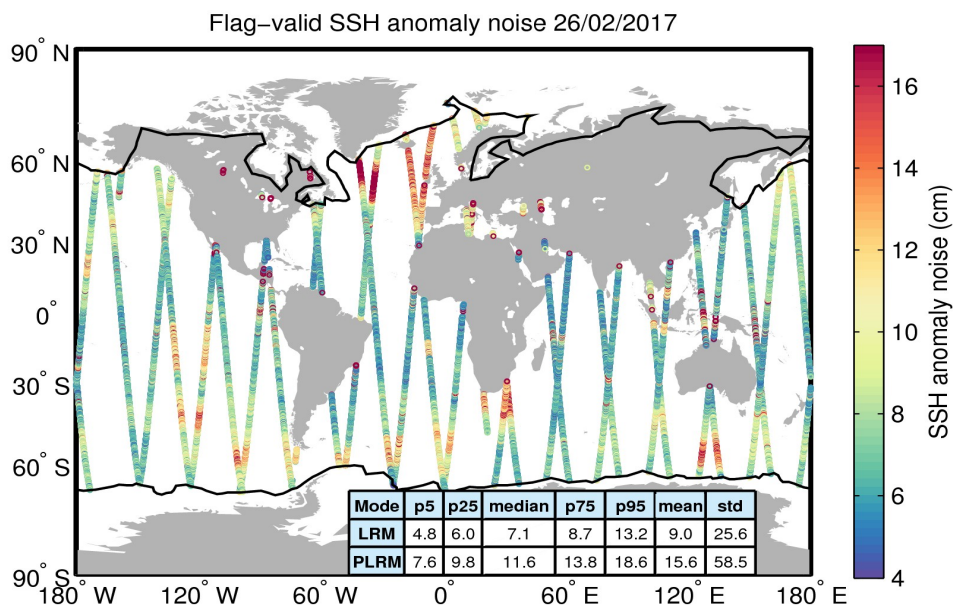 Flag−valid SSH anomaly noise 26/02/2017
90° N
60° N
30° N
0°
30° S
60° S
90° S
180° W
120° W
60° W
0°
60° E
120° E
180° E
16
14
12
10
8
6
4
SSH anomaly noise (cm)
Mode p5 p25 median p75 p95 mean std
LRM 4.8 6.0 7.1 8.7 13.2 9.0 25.6
PLRM 7.6 9.8 11.6 13.8 18.6 15.6 58.5